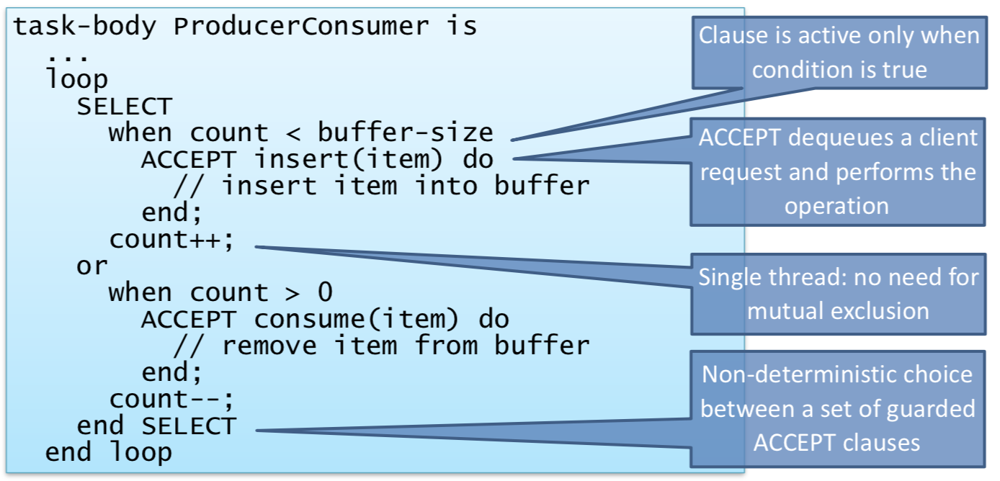 task-body ProducerConsumer is
...
loop
SELECT
when count < buffer-size
ACCEPT insert(item) do
// insert item into buffer
end;
count++;
or
when count > 0
ACCEPT consume(item) do
// remove item from buffer
end;
count--;
end SELECT
end loop
Clause is active only when
condition is true
ACCEPT dequeues a client
request and performs the
operation
Single thread: no need for
mutual exclusion
Non-deterministic choice
between a set of guarded
ACCEPT clauses